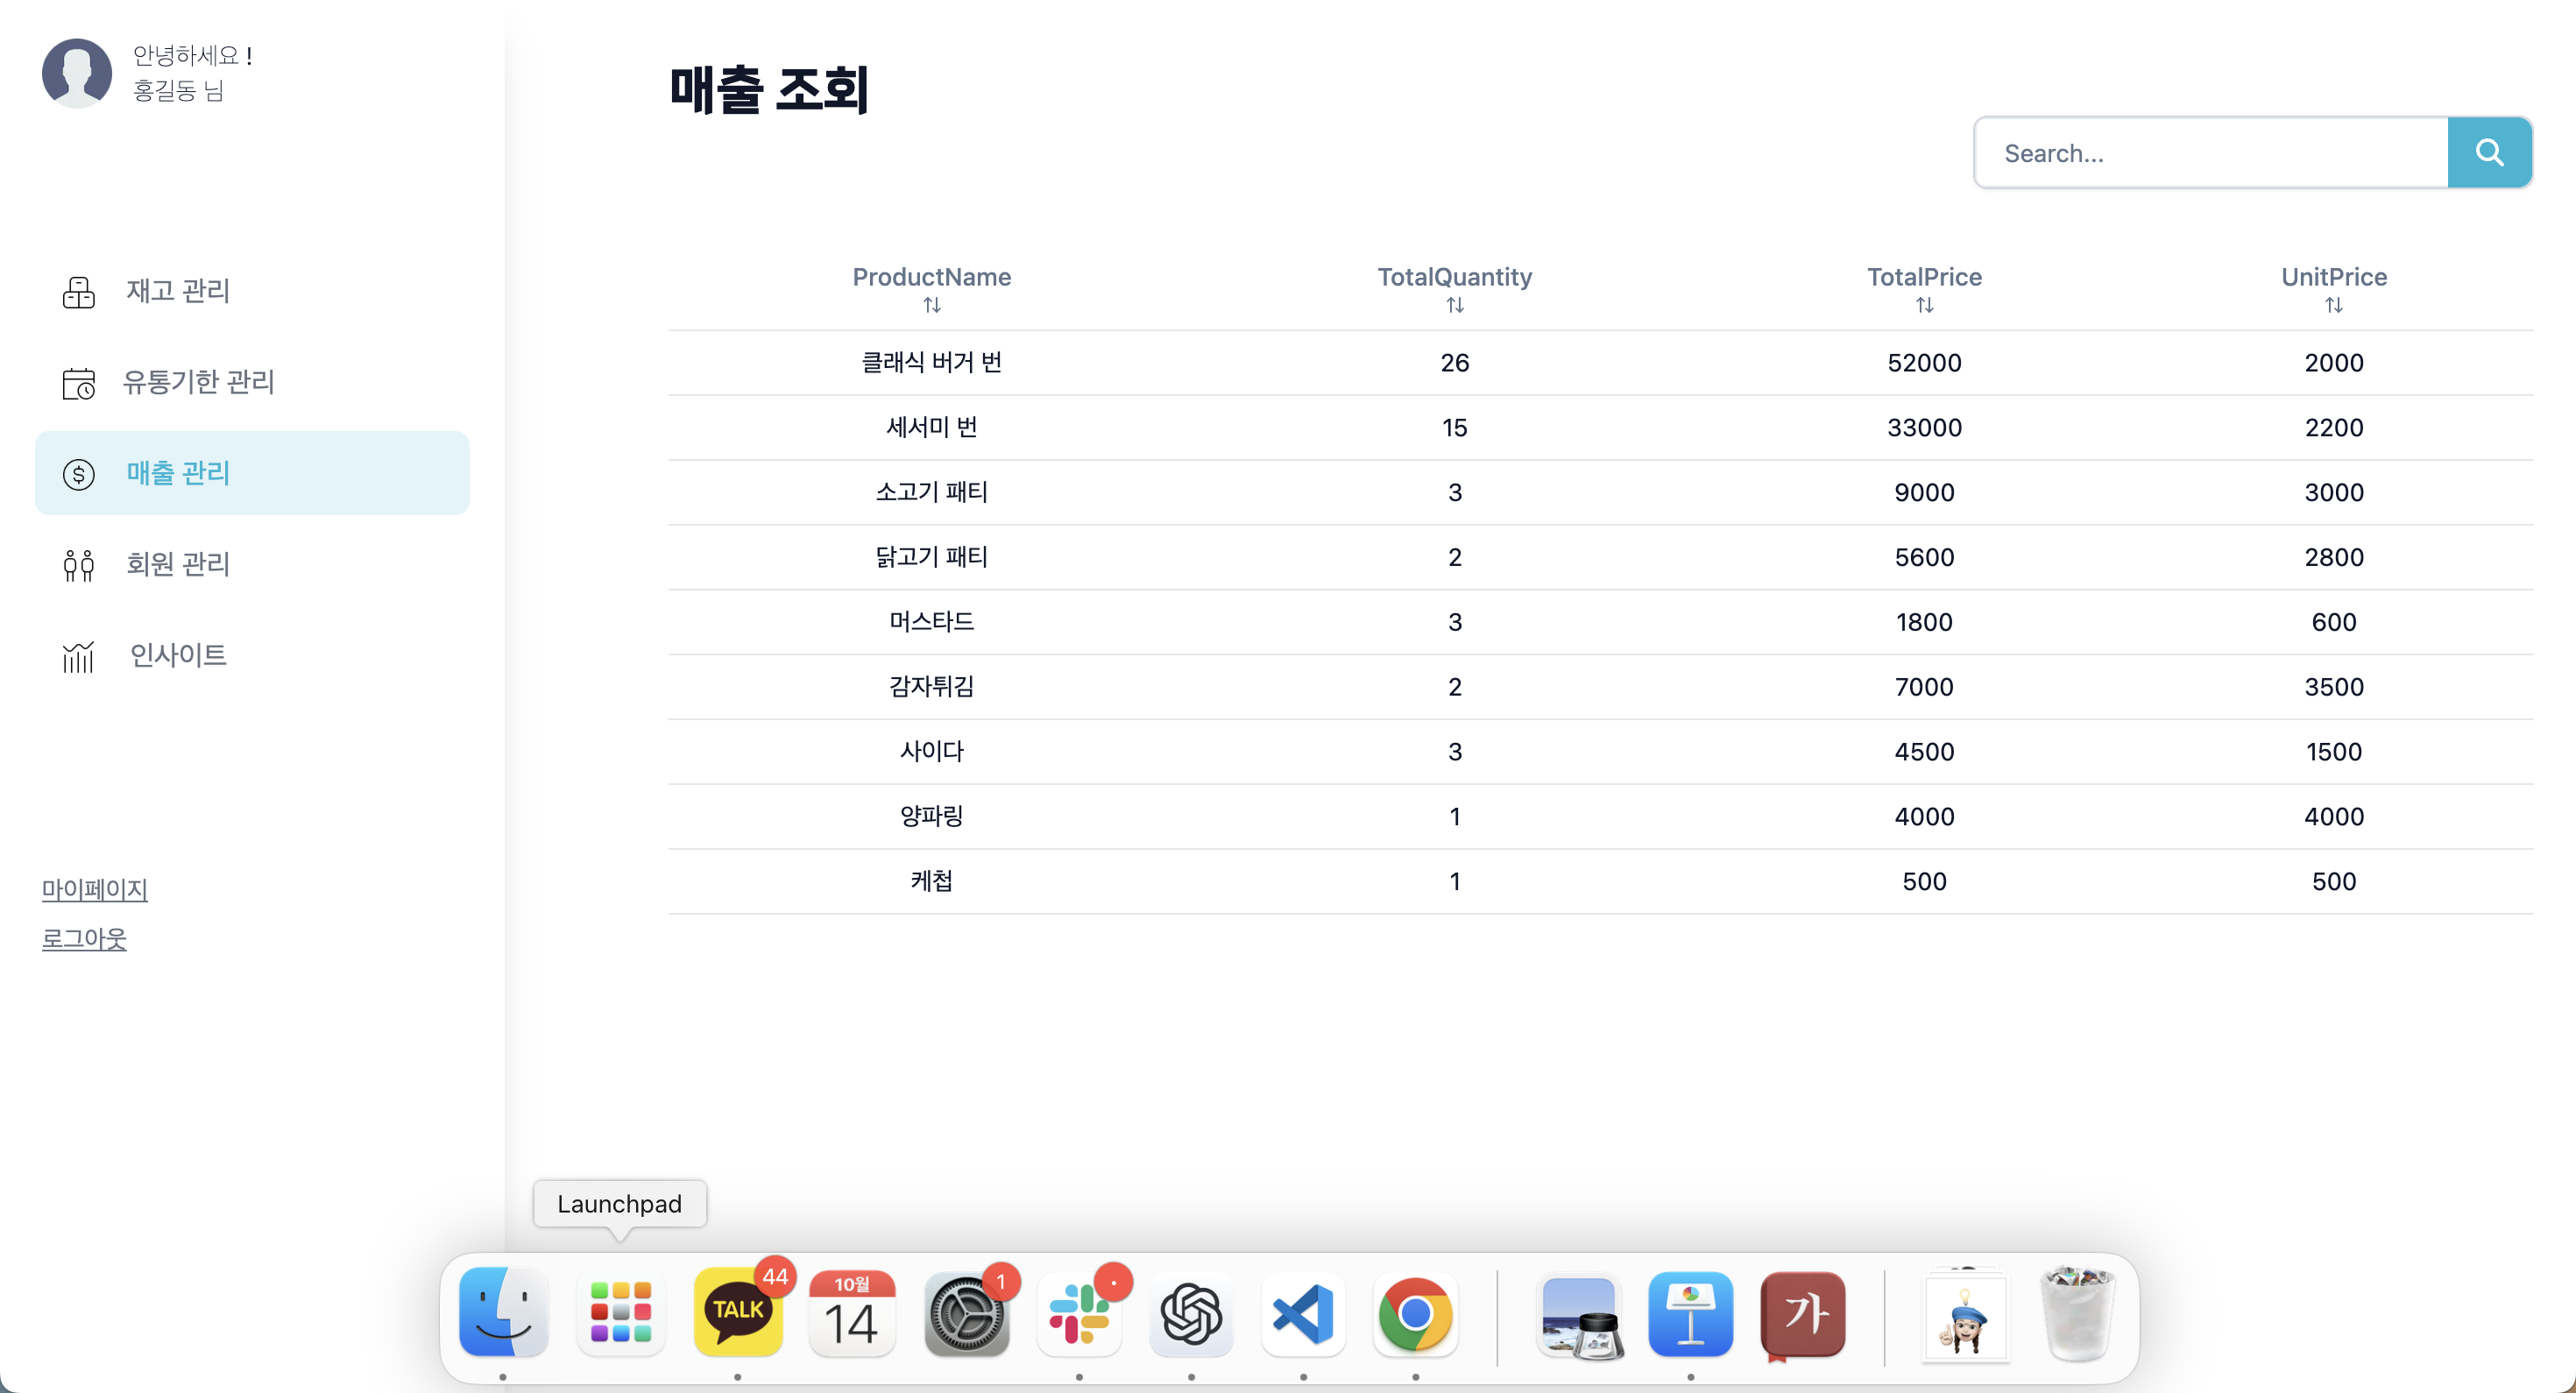 안녕하세요 !
홍길동 님
재고 관리
유통기한 관리
매출 관리
회원 관리
인사이트
마이페이지
로그아웃
매출 조회
Search...
ProductName TotalQuantity TotalPrice UnitPrice
클래식 버거 번 26 52000 2000
세서미 번 15 33000 2200
소고기 패티 3 9000 3000
닭고기 패티 2 5600 2800
머스타드 3 1800 600
감자튀김 2 7000 3500
사이다 3 4500 1500
양파링 1 4000 4000
케첩 1 500 500
Launchpad
TALK
44
10월
14
1
가